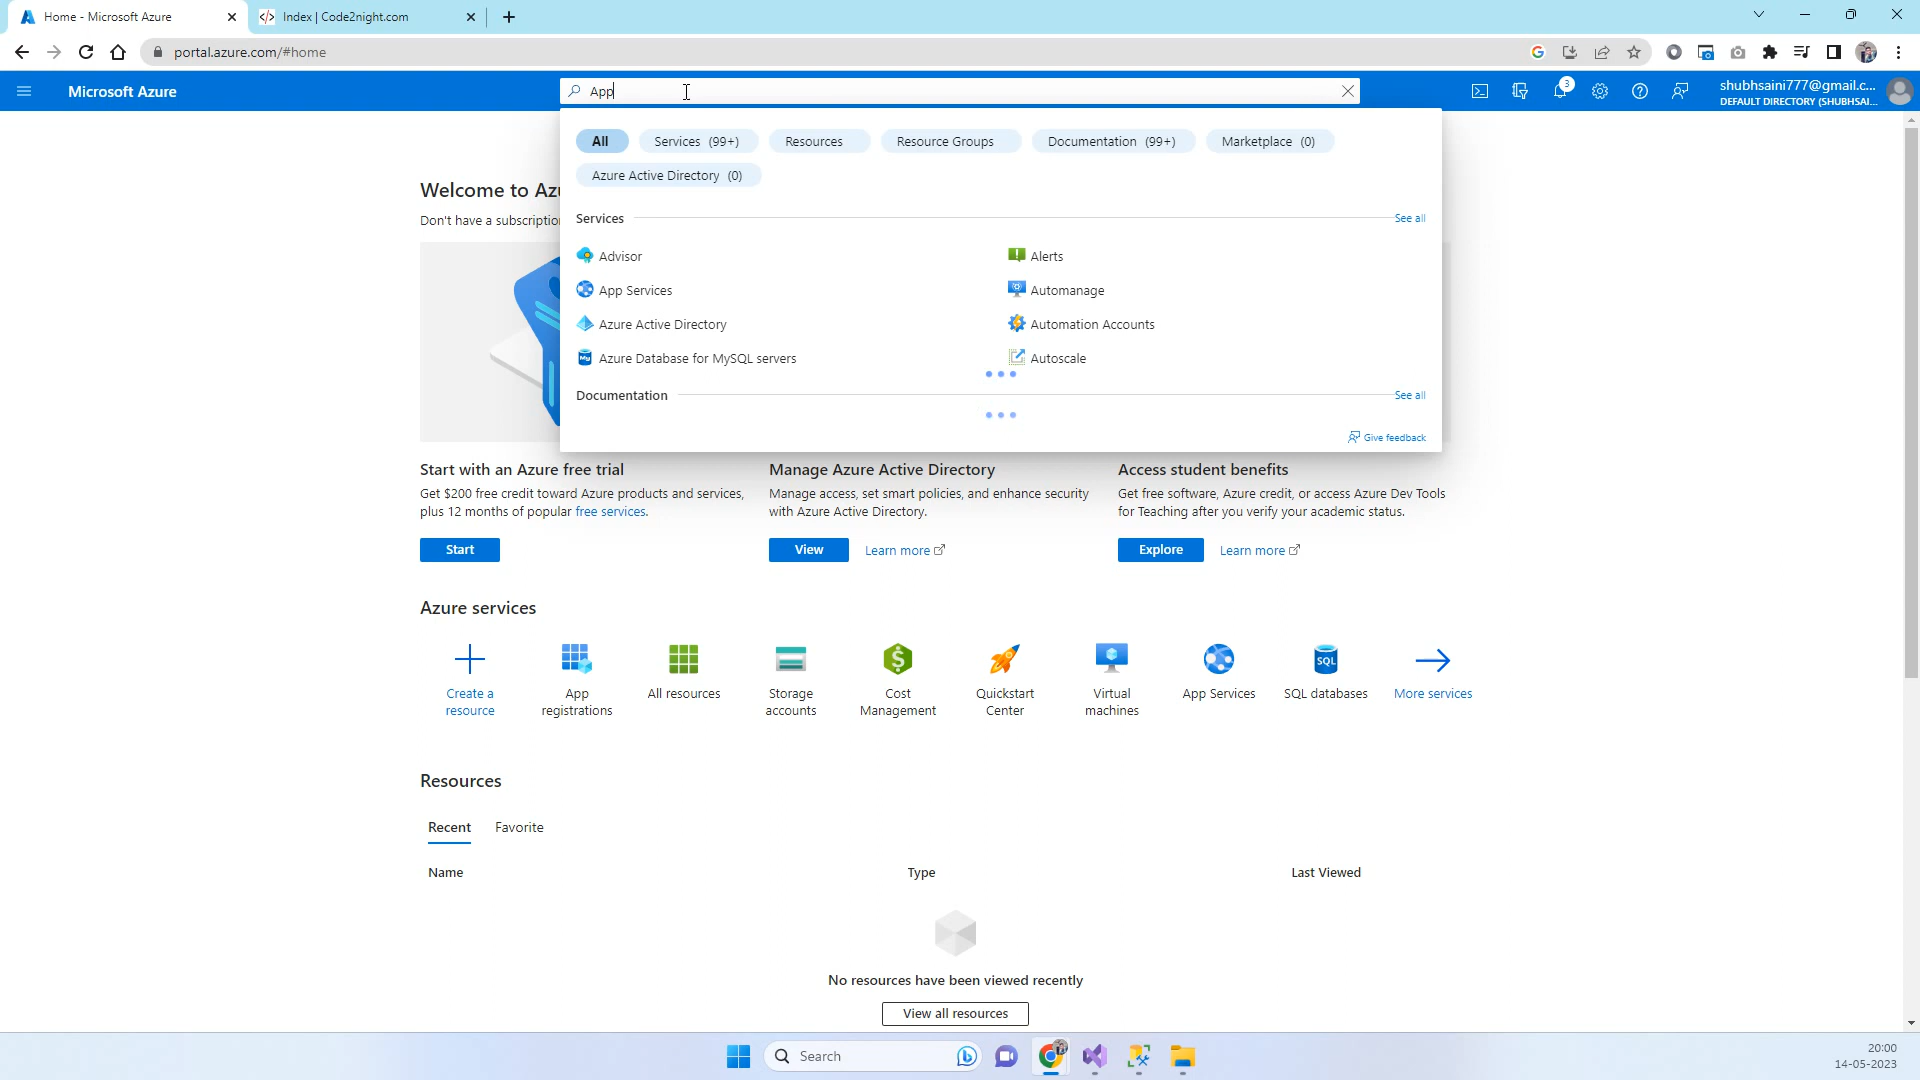 Home - Microsoft Azure
Index | Code2night.com
portal.azure.com/#home
Microsoft Azure
App
3
shubhsaini777@gmail.c...
DEFAULT DIRECTORY (SHUBHSAI...
All
Services (99+)
Resources
Resource Groups
Documentation (99+)
Marketplace (0)
Azure Active Directory (0)
Welcome to Azu
Don't have a subscription
Services
See all
Advisor
Alerts
App Services
Automanage
Azure Active Directory
Automation Accounts
Azure Database for MySQL servers
Autoscale
Documentation
See all
Give feedback
Start with an Azure free trial
Get $200 free credit toward Azure products and services,
plus 12 months of popular free services.
Start
Manage Azure Active Directory
Manage access, set smart policies, and enhance security
with Azure Active Directory.
View
Learn more
Access student benefits
Get free software, Azure credit, or access Azure Dev Tools
for Teaching after you verify your academic status.
Explore
Learn more
Azure services
Create a
resource
App
registrations
All resources
Storage
accounts
Cost
Management
Quickstart
Center
Virtual
machines
App Services
SQL
SQL databases
More services
Resources
Recent
Favorite
Name
Type
Last Viewed
No resources have been viewed recently
View all resources
Search
20:00
14-05-2023